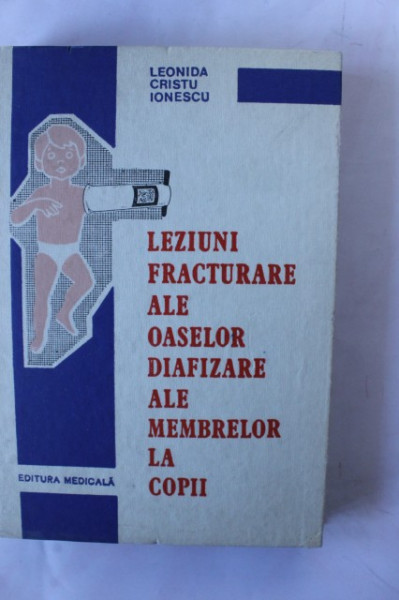 LEONIDA
CRISTU
IONESCU
LEZIUNI
FRACTURARE
ALE
OASELOR
DIAFIZARE
ALE
MEMBRELOR
LA
COPII
EDITURA MEDICALĂ